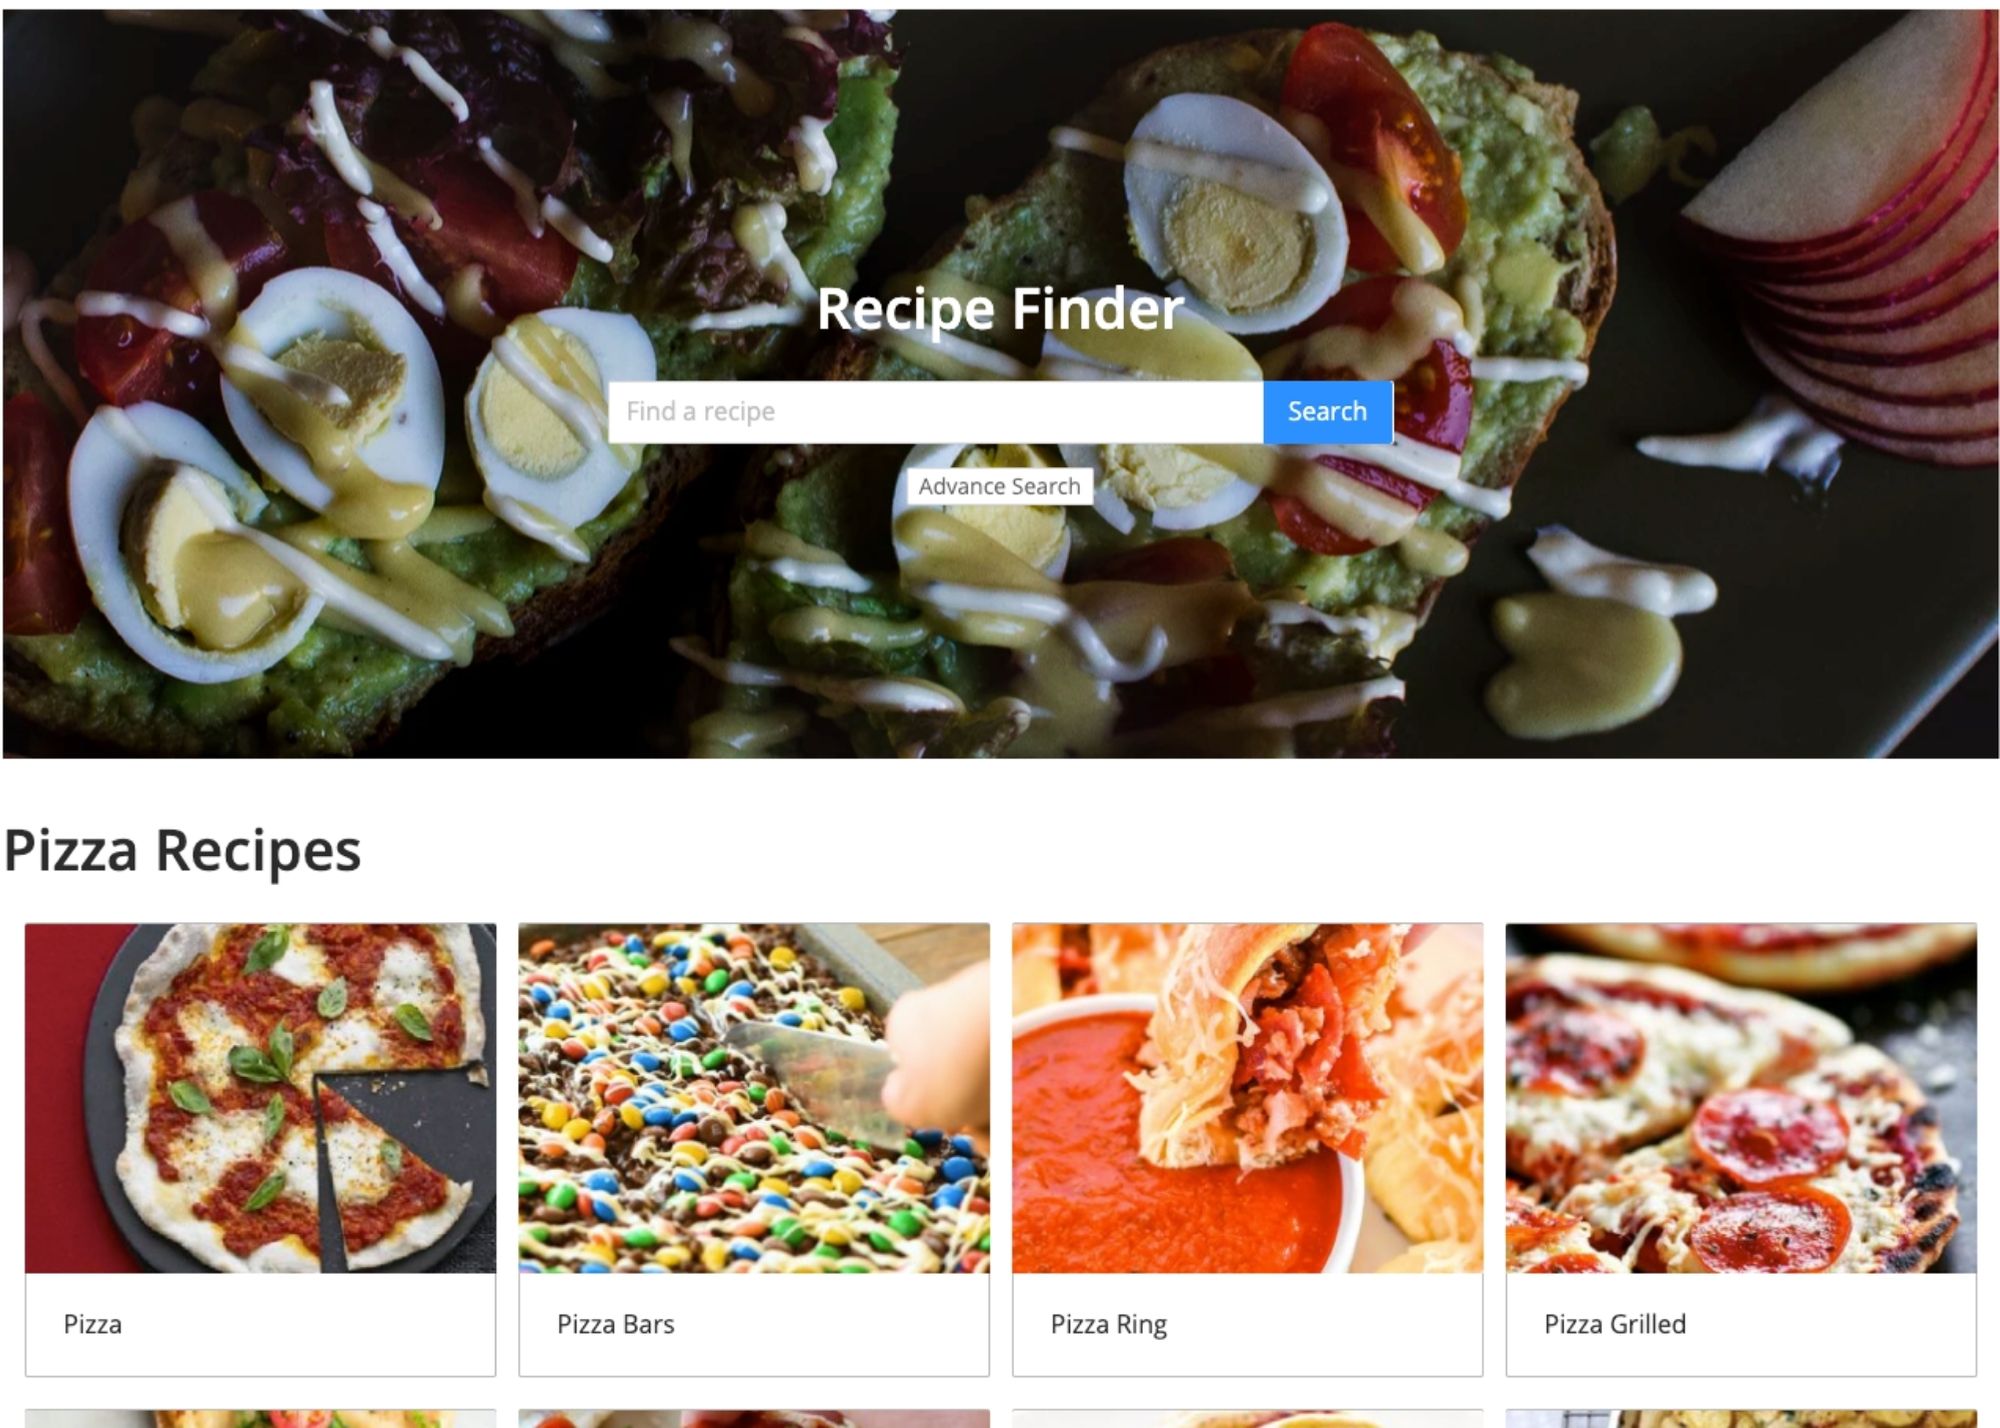 Recipe Finder
Find a recipe
Search
Advance Search
Pizza Recipes
Pizza
Pizza Bars
Pizza Ring
Pizza Grilled